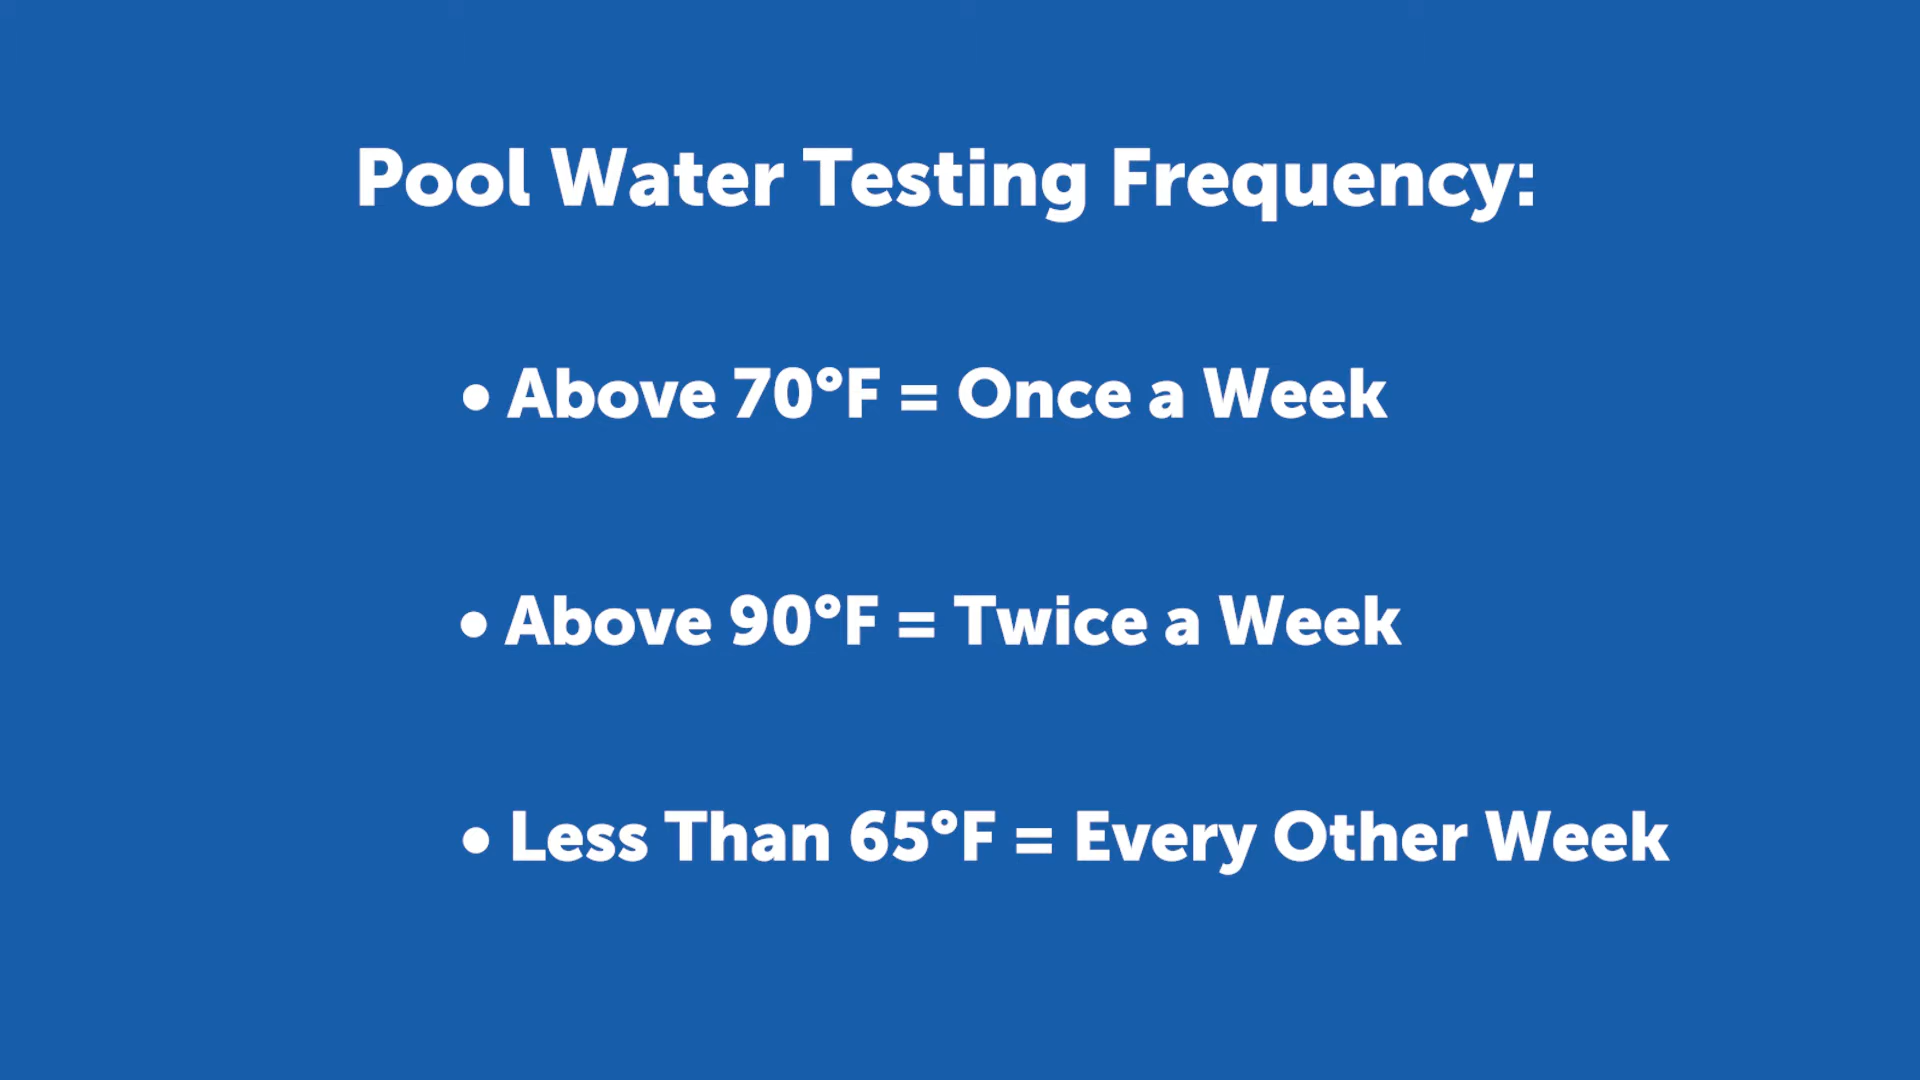 Pool Water Testing Frequency:
• Above 70°F = Once a Week
• Above 90°F = Twice a Week
• Less Than 65°F = Every Other Week